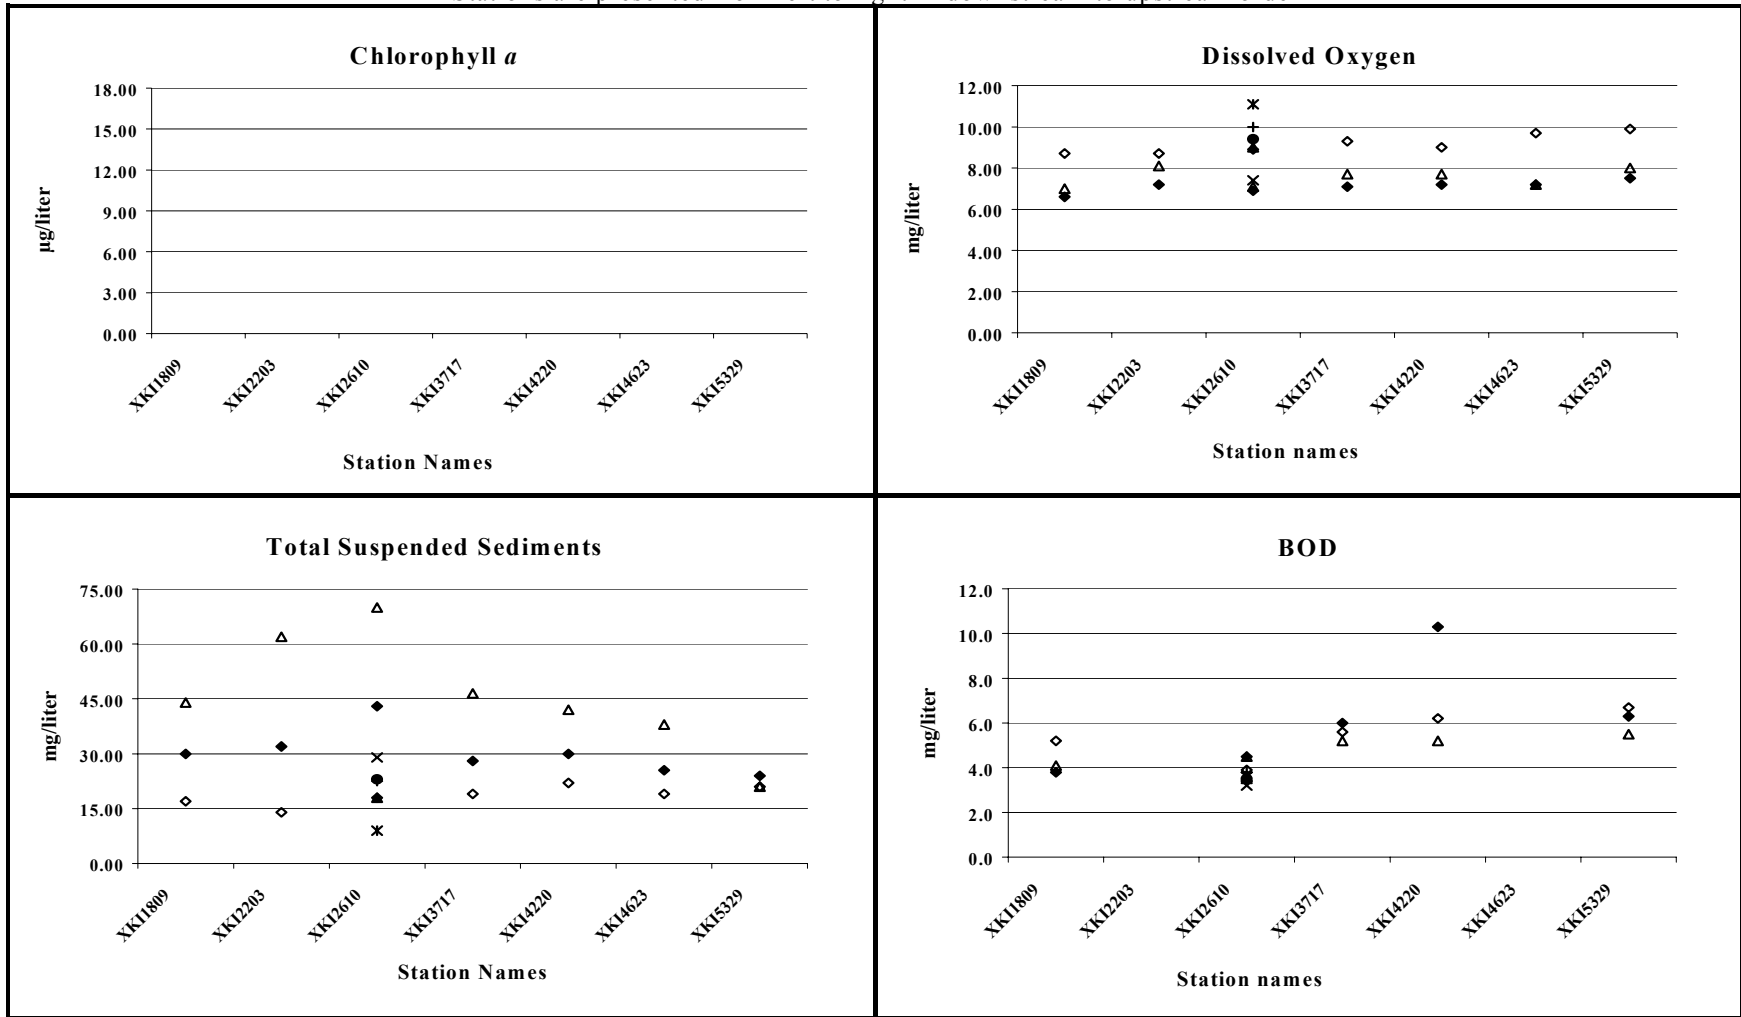 Chlorophyll a
µg/liter
18.00
15.00
12.00
9.00
6.00
3.00
0.00
XKI1809 XKI2203 XKI2610 XKI3717 XKI4220 XKI4623 XKI5329
Station Names
Dissolved Oxygen
mg/liter
12.00
10.00
8.00
6.00
4.00
2.00
0.00
XKI1809 XKI2203 XKI2610 XKI3717 XKI4220 XKI4623 XKI5329
Station names
Total Suspended Sediments
mg/liter
75.00
60.00
45.00
30.00
15.00
0.00
XKI1809 XKI2203 XKI2610 XKI3717 XKI4220 XKI4623 XKI5329
Station Names
BOD
mg/liter
12.0
10.0
8.0
6.0
4.0
2.0
0.0
XKI1809 XKI2203 XKI2610 XKI3717 XKI4220 XKI4623 XKI5329
Station names